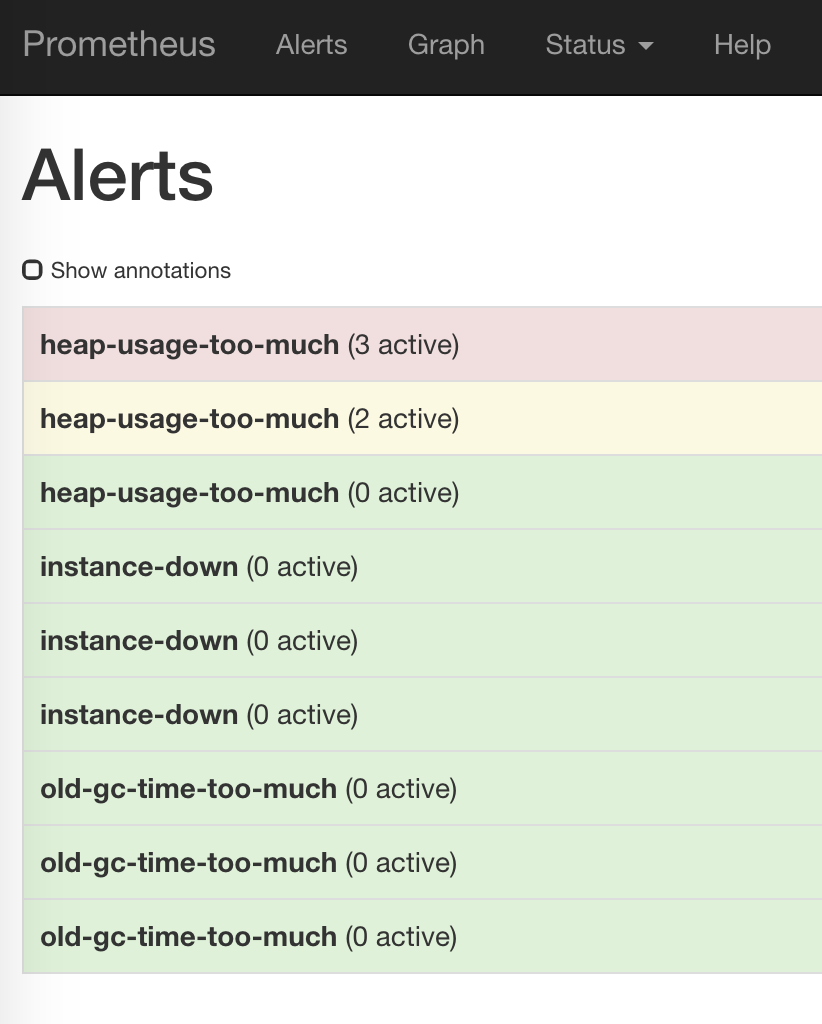 Prometheus Alerts Graph Status Help
Alerts
Show annotations
heap-usage-too-much (3 active)
heap-usage-too-much (2 active)
heap-usage-too-much (0 active)
instance-down (0 active)
instance-down (0 active)
instance-down (0 active)
old-gc-time-too-much (0 active)
old-gc-time-too-much (0 active)
old-gc-time-too-much (0 active)